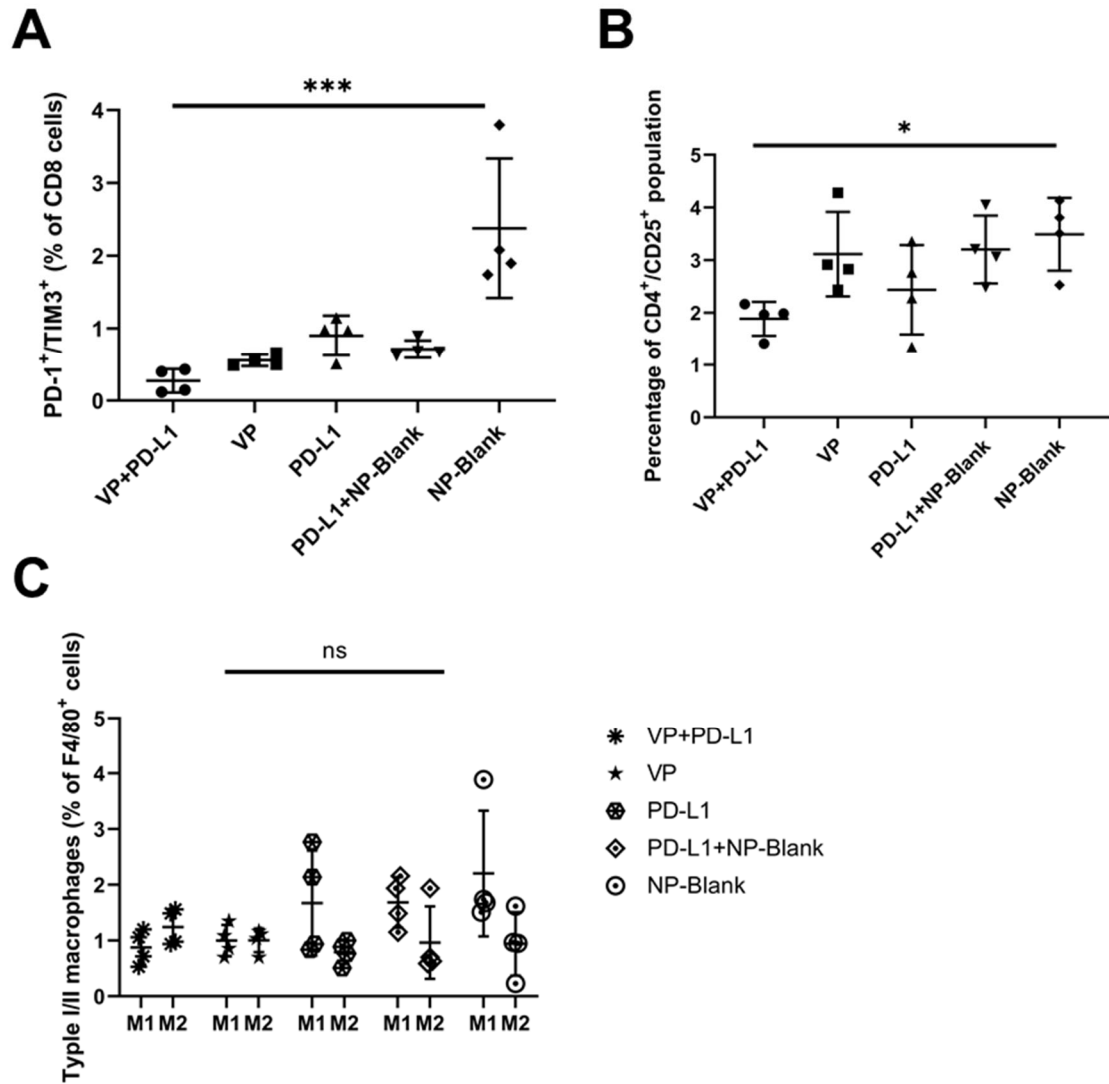 A
PD-1+/TIM3+ (% of CD8 cells)
***
4
3
2
1
0
VP+PD-L1
VP
PD-L1
PD-L1+NP-Blank
NP-Blank
B
Percentage of CD4+/CD25+ population
*
5
4
3
2
1
0
VP+PD-L1
VP
PD-L1
PD-L1+NP-Blank
NP-Blank
C
Typle I/II macrophages (% of F4/80+ cells)
ns
5
4
3
2
1
0
M1 M2 M1 M2 M1 M2 M1 M2 M1 M2
VP+PD-L1
VP
PD-L1
PD-L1+NP-Blank
NP-Blank